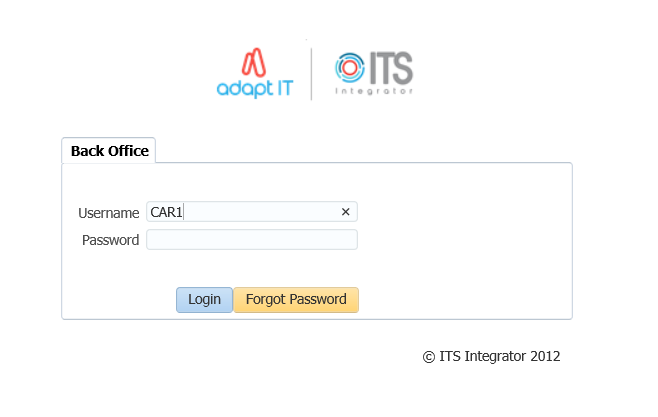 adapt IT
ITS
Integrator
Back Office
Username CAR1
Password
Login Forgot Password
© ITS Integrator 2012